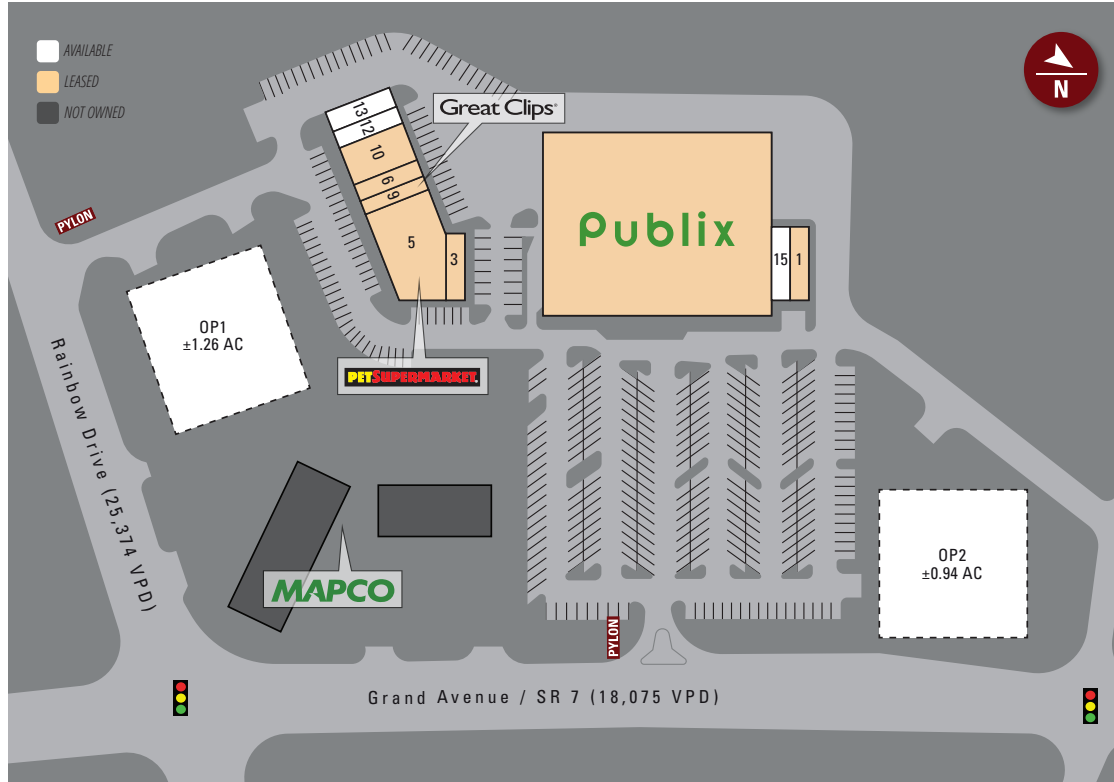 AVAILABLE
LEASED
NOT OWNED
N
13
12
10
6
9
5
3
Great Clips®
Publix
15
1
PYLON
OP1
±1.26 AC
PETSUPERMARKET.
Rainbow Drive (25,374 VPD)
MAPCO
OP2
±0.94 AC
PYLON
Grand Avenue / SR 7 (18,075 VPD)